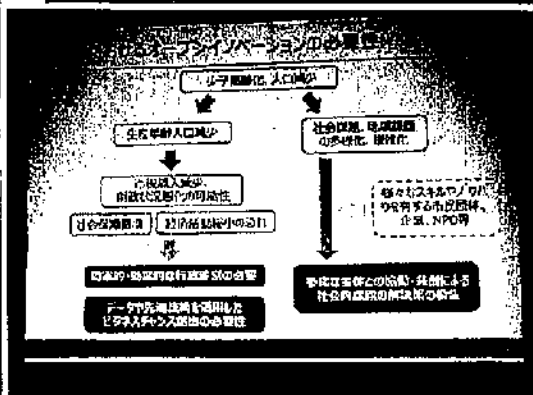 オープンイノベーションの必要性
少子高齢化、人口減少
生産年齢人口減少
社会課題、地域課題
の多様化、複雑化
市税収入減少、
財政状況悪化の可能性
社会保障費増
経済活動縮小の恐れ
様々なスキルやノウハウ
を有する市民団体、
企業、NPO等
効率的・効果的な行政運営の必要
データや先端技術を活用した
ビジネスチャンス創出の必要性
多様な主体との協働・共創による
社会的課題の解決